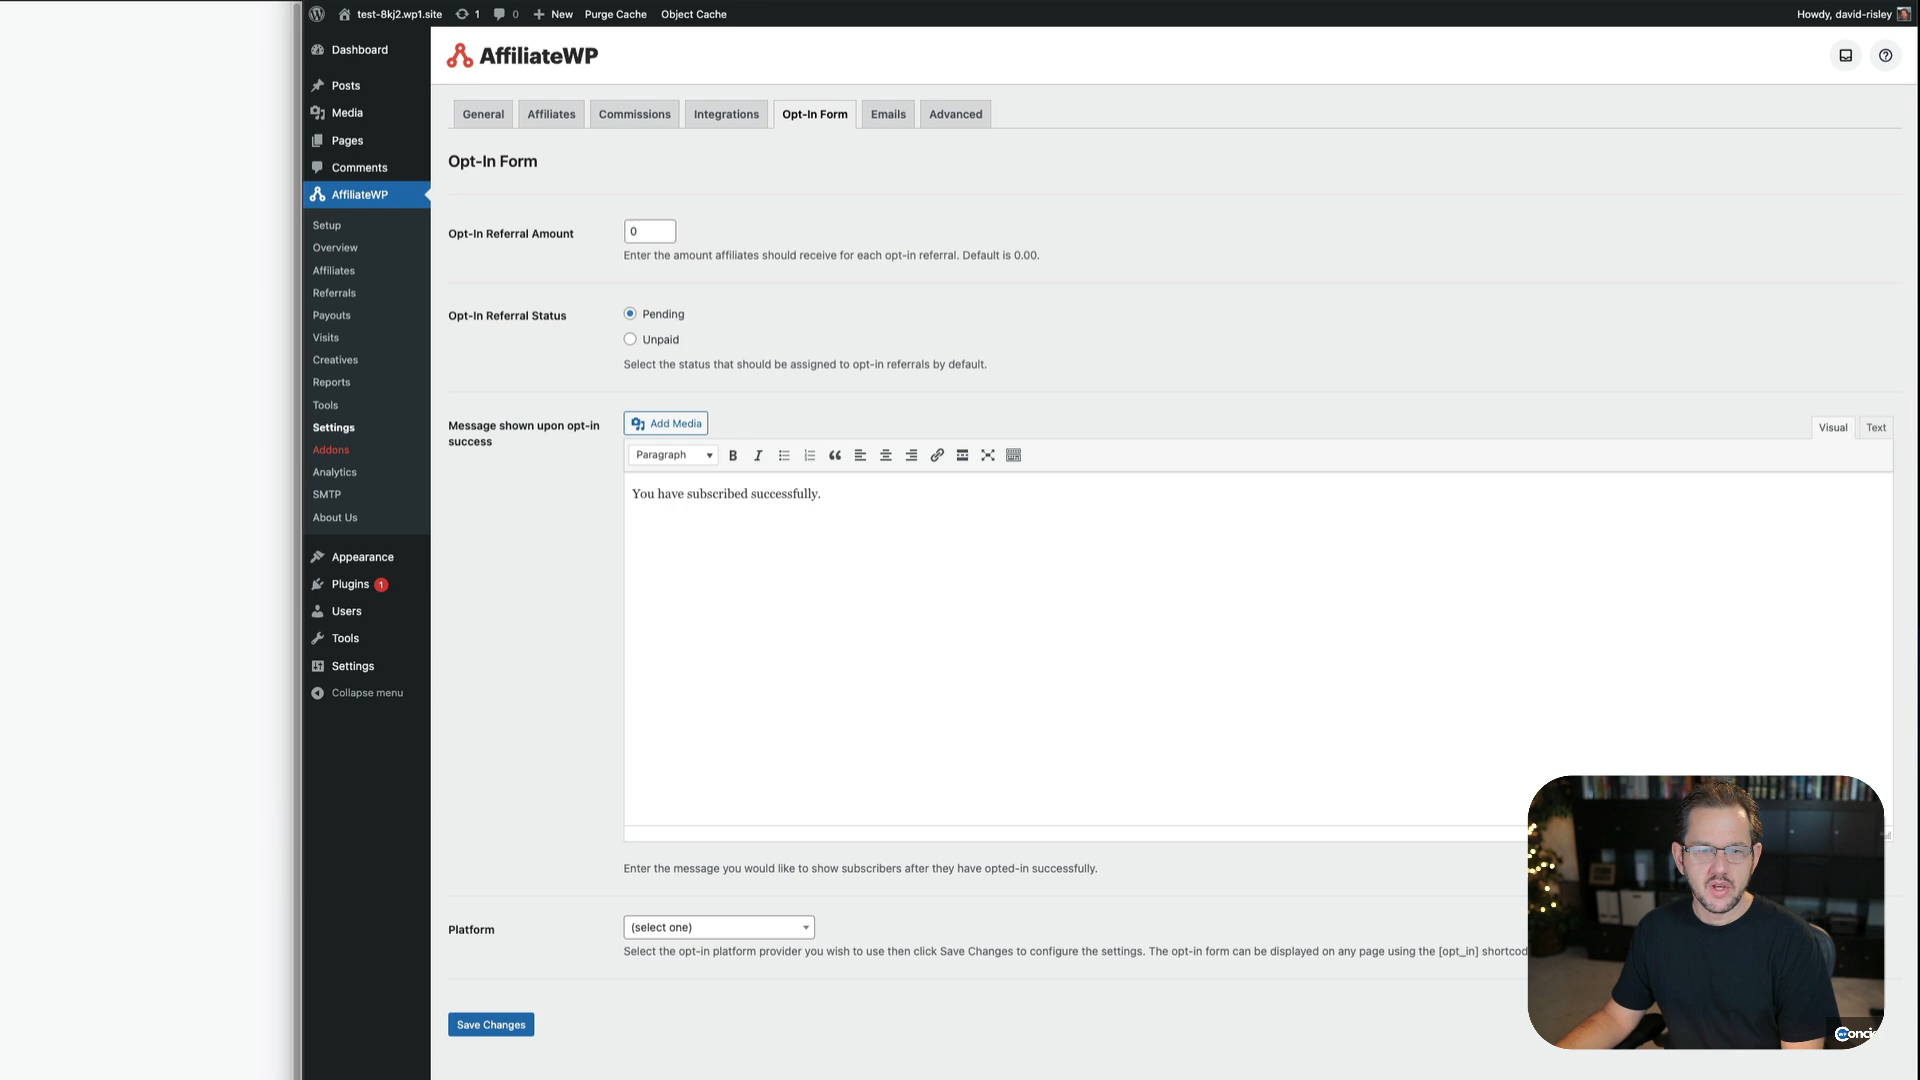 test-8kj2.wp1.site 1 0 New Purge Cache Object Cache Howdy, david-risley
Dashboard
Posts
Media
Pages
Comments
AffiliateWP
Setup
Overview
Affiliates
Referrals
Payouts
Visits
Creatives
Reports
Tools
Settings
Addons
Analytics
SMTP
About Us
Appearance
Plugins 1
Users
Tools
Settings
Collapse menu
AffiliateWP
General Affiliates Commissions Integrations Opt-In Form Emails Advanced
Opt-In Form
Opt-In Referral Amount 0
Enter the amount affiliates should receive for each opt-in referral. Default is 0.00.
Opt-In Referral Status Pending
Unpaid
Select the status that should be assigned to opt-in referrals by default.
Message shown upon opt-in
success
Add Media
Visual Text
Paragraph
You have subscribed successfully.
Enter the message you would like to show subscribers after they have opted-in successfully.
Platform (select one)
Select the opt-in platform provider you wish to use then click Save Changes to configure the settings. The opt-in form can be displayed on any page using the [opt_in] shortcod
Save Changes